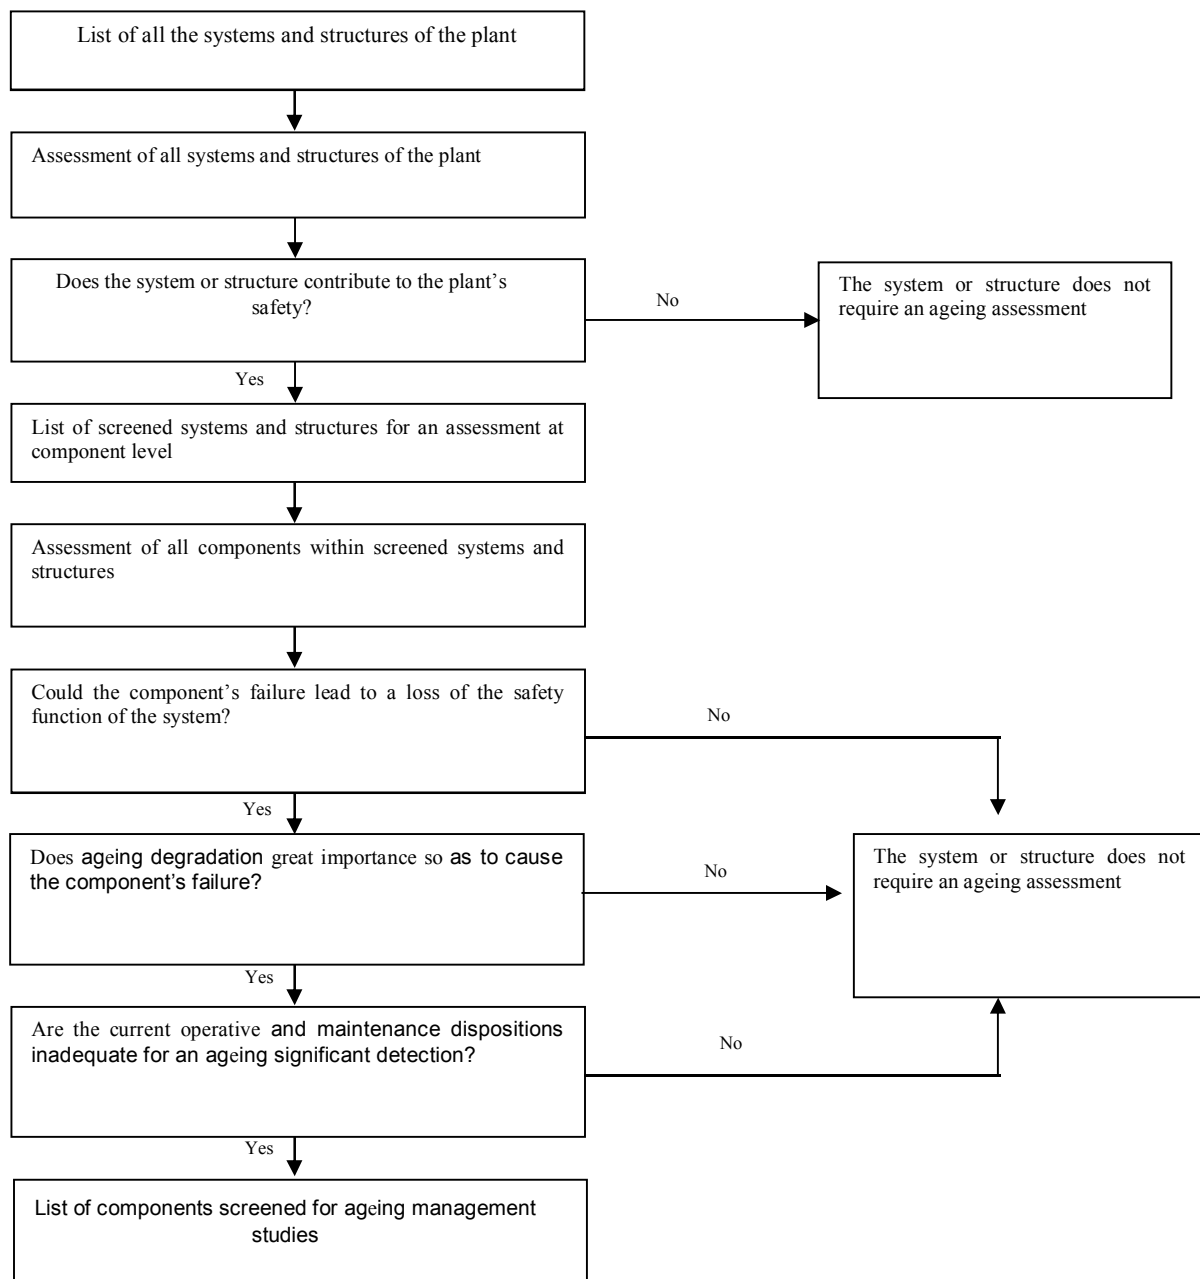 List of all the systems and structures of the plant
Assessment of all systems and structures of the plant
Does the system or structure contribute to the plant’s
safety?
No
The system or structure does not
require an ageing assessment
Yes
List of screened systems and structures for an assessment at
component level
Assessment of all components within screened systems and
structures
Could the component’s failure lead to a loss of the safety
function of the system?
No
Yes
Does ageing degradation great importance so as to cause
the component’s failure?
No
The system or structure does not
require an ageing assessment
Yes
Are the current operative and maintenance dispositions
inadequate for an ageing significant detection?
No
Yes
List of components screened for ageing management
studies